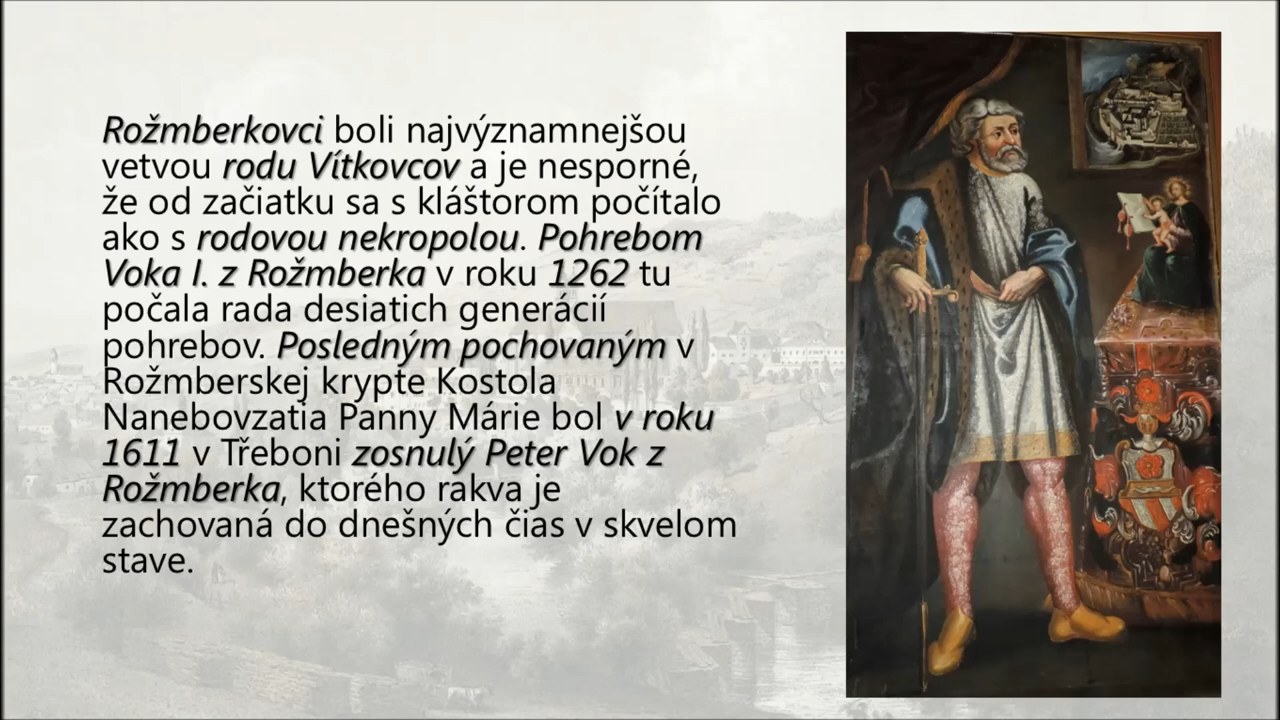 Rožmberkovci boli najvýznamnejšou
vetvou rodu Vítkovcov a je nesporné,
že od začiatku sa s kláštorom počítalo
ako s rodovou nekropolou. Pohrebom
Voka I. z Rožmberka v roku 1262 tu
počala rada desiatich generácií
pohrebov. Posledným pochovaným v
Rožmberskej krypte Kostola
Nanebovzatia Panny Márie bol v roku
1611 v Třeboni zosnulý Peter Vok z
Rožmberka, ktorého rakva je
zachovaná do dnešných čias v skvelom
stave.